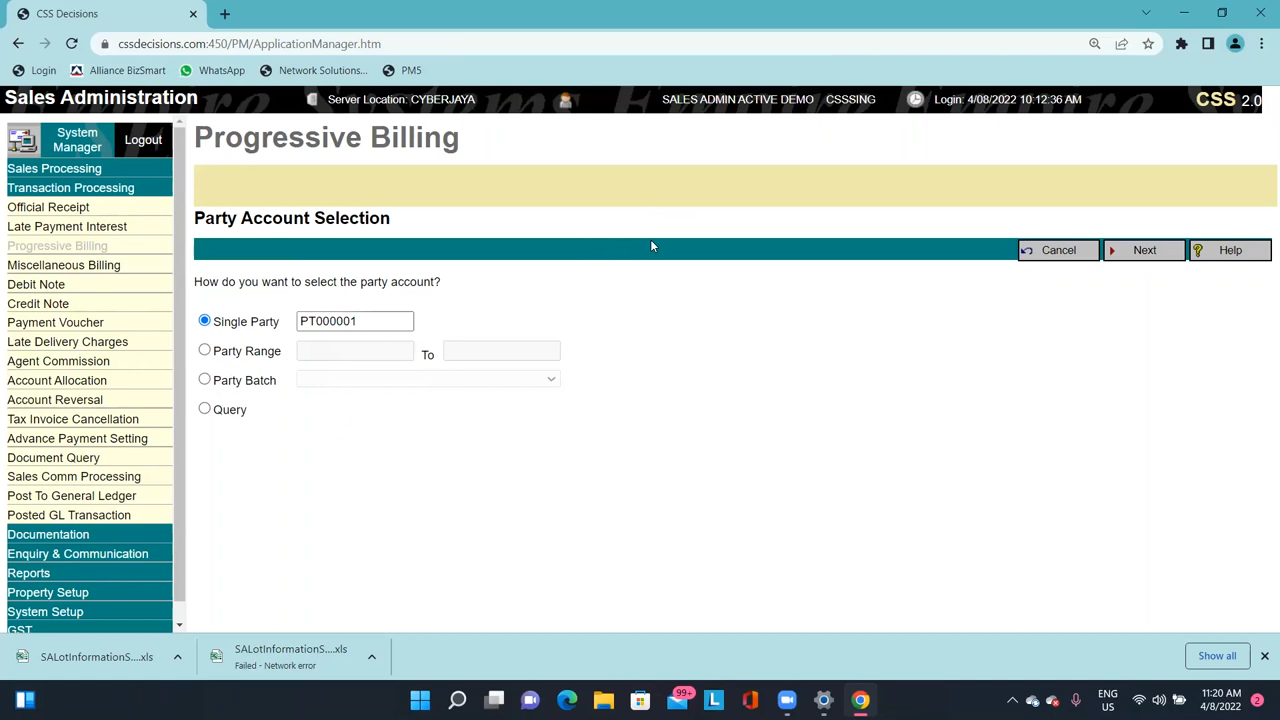 CSS Decisions
cssdecisions.com:450/PM/ApplicationManager.htm
Login
Alliance BizSmart
WhatsApp
Network Solutions...
PM5
Sales Administration
Server Location: CYBERJAYA
SALES ADMIN ACTIVE DEMO
CSSSING
Login: 4/08/2022 10:12:36 AM
CSS 2.0
System Manager
Logout
Sales Processing
Transaction Processing
Official Receipt
Late Payment Interest
Progressive Billing
Miscellaneous Billing
Debit Note
Credit Note
Payment Voucher
Late Delivery Charges
Agent Commission
Account Allocation
Account Reversal
Tax Invoice Cancellation
Advance Payment Setting
Document Query
Sales Comm Processing
Post To General Ledger
Posted GL Transaction
Documentation
Enquiry & Communication
Reports
Property Setup
System Setup
GST
Progressive Billing
Party Account Selection
Cancel
Next
Help
How do you want to select the party account?
Single Party
PT000001
Party Range
To
Party Batch
Query
SALotInformationS....xls
SALotInformationS....xls
Failed - Network error
Show all
99+
L
ENG
US
11:20 AM
4/8/2022
2